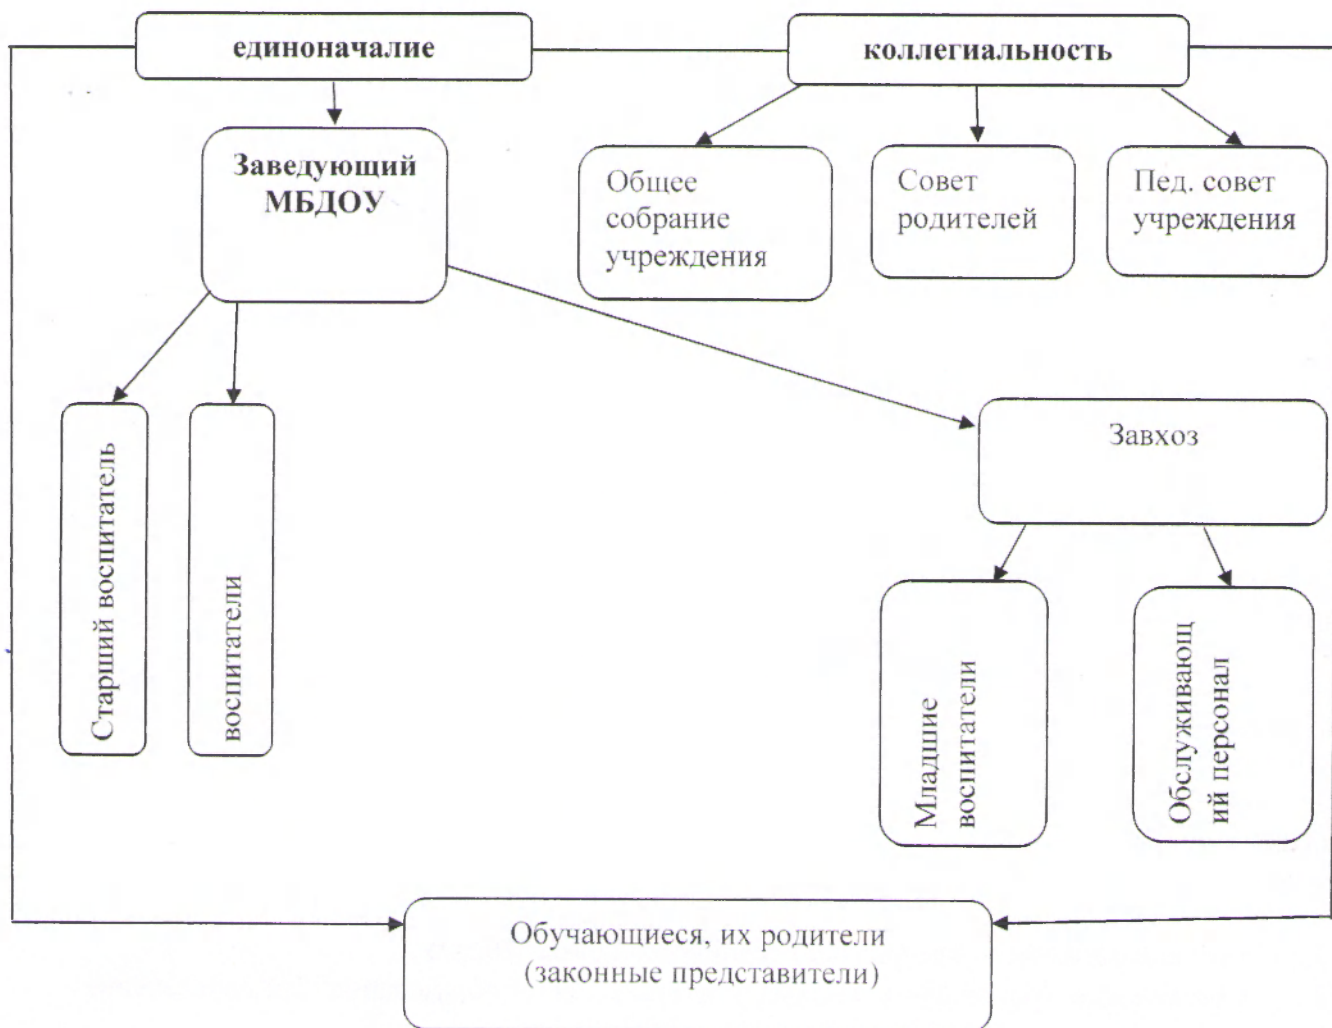 единоначалие
коллегиальность
Заведующий
МБДОУ
Общее
собрание
учреждения
Совет
родителей
Пед. совет
учреждения
Старший воспитатель
воспитатели
Завхоз
Младшие
воспитатели
Обслуживающ
ий персонал
Обучающиеся, их родители
(законные представители)